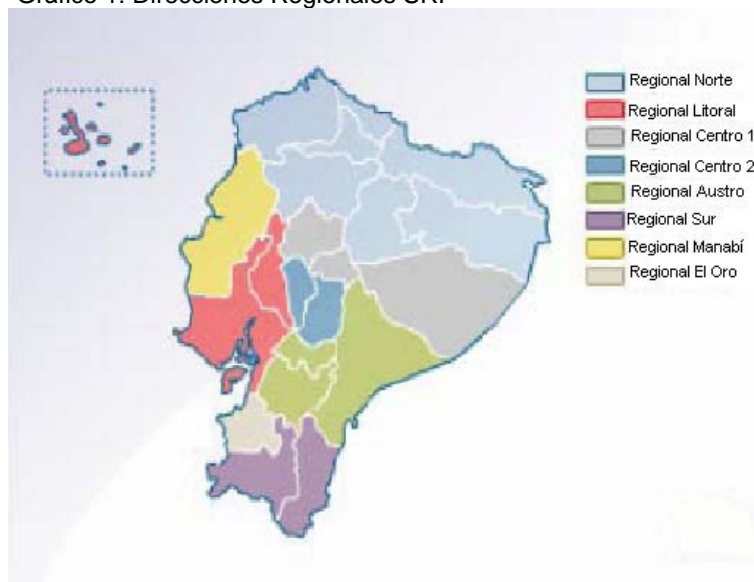 Gráfico 1: Direcciones Regionales SRI
Regional Norte
Regional Litoral
Regional Centro 1
Regional Centro 2
Regional Austro
Regional Sur
Regional Manabí
Regional El Oro